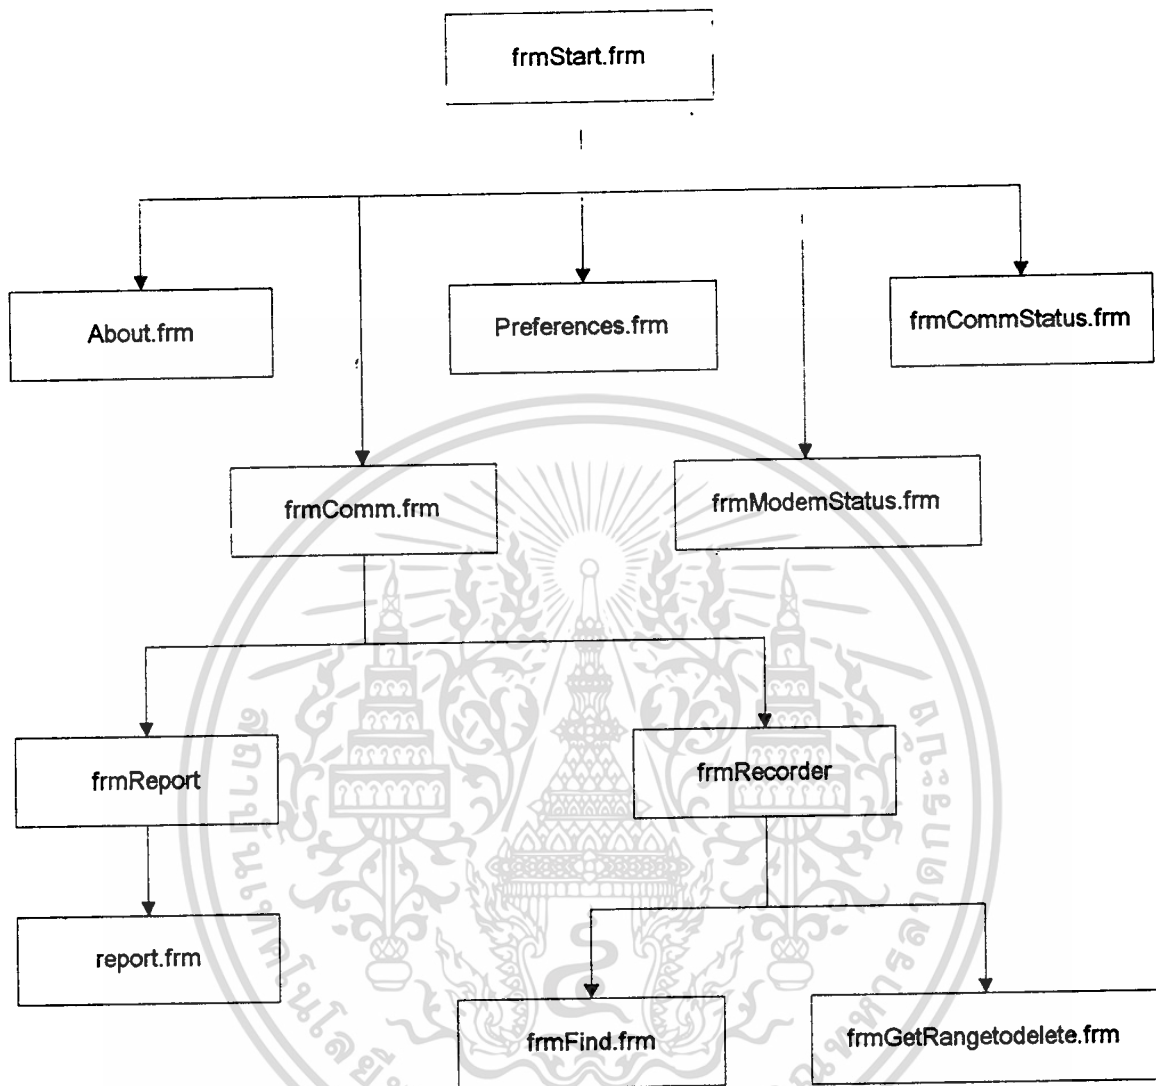 frmStart.frm
About.frm
Preferences.frm
frmCommStatus.frm
frmComm.frm
frmModemStatus.frm
frmReport
frmRecorder
report.frm
frmFind.frm
frmGetRangetodelete.frm